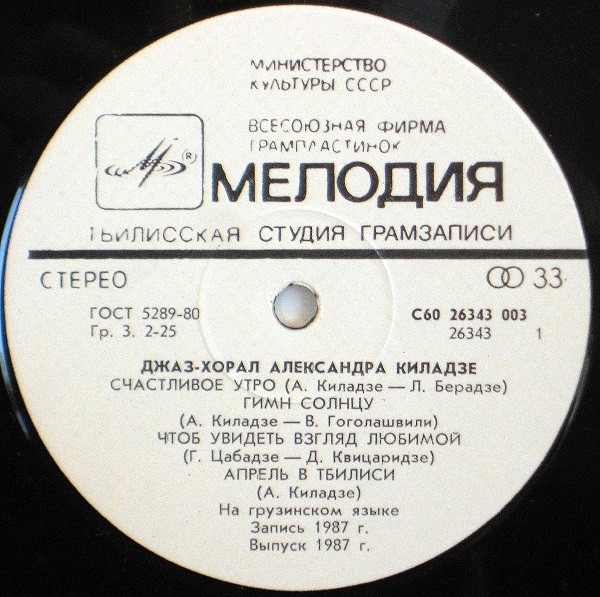 МИНИСТЕРСТВО
КУЛЬТУРЫ СССР
ВСЕСОЮЗНАЯ ФИРМА
ГРАМПЛАСТИНОК
®
МЕЛОДИЯ
ТБИЛИССКАЯ СТУДИЯ ГРАМЗАПИСИ
СТЕРЕО 33
ГОСТ 5289-80 С60 26343 003
Гр. 3. 2-25 26343 1
ДЖАЗ-ХОРАЛ АЛЕКСАНДРА КИЛАДЗЕ
СЧАСТЛИВОЕ УТРО (А. Киладзе — Л. Берадзе)
ГИМН СОЛНЦУ
(А. Киладзе — В. Гоголашвили)
ЧТОБ УВИДЕТЬ ВЗГЛЯД ЛЮБИМОЙ
(Г. Цабадзе — Д. Квицаридзе)
АПРЕЛЬ В ТБИЛИСИ
(А. Киладзе)
На грузинском языке
Запись 1987 г.
Выпуск 1987 г.